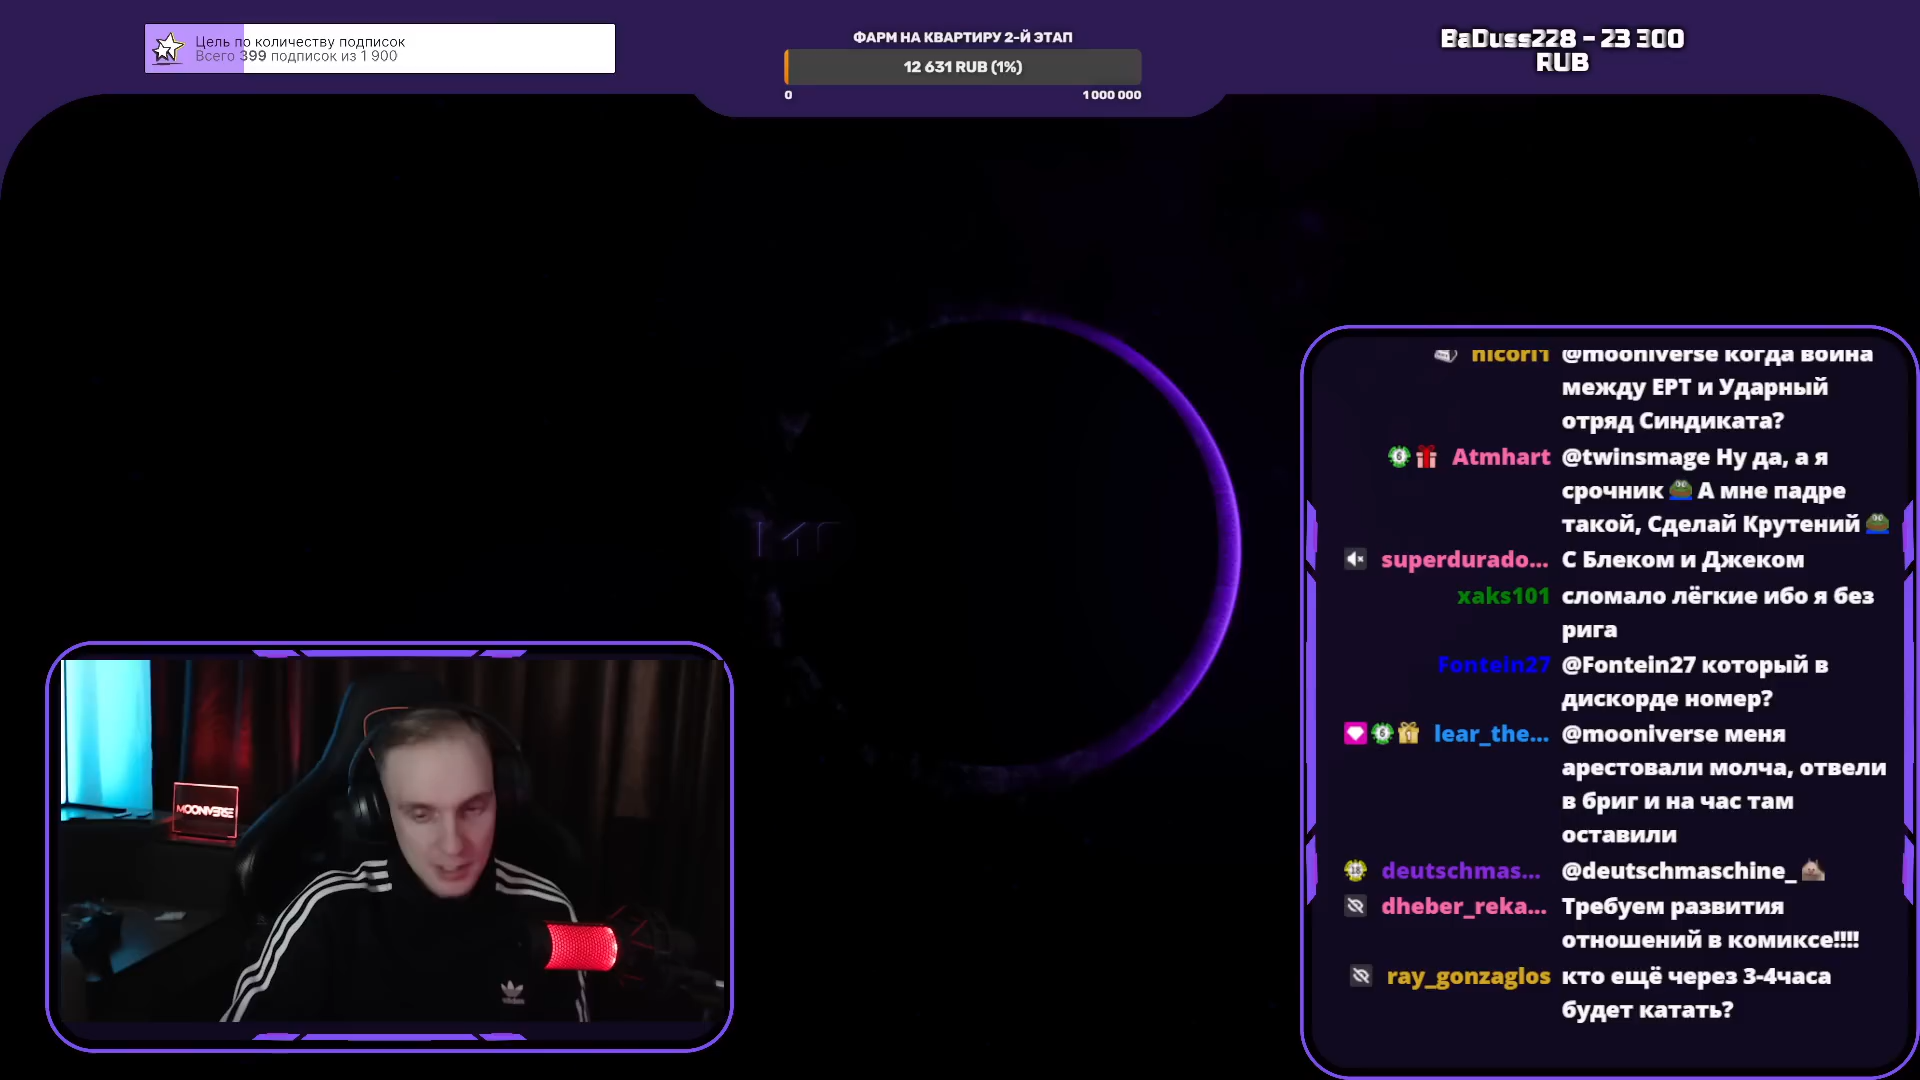 Цель по количеству подписок
Всего 399 подписок из 1 900
ФАРМ НА КВАРТИРУ 2-Й ЭТАП
12 631 RUB (1%)
0
1 000 000
BaDuss228 - 23 300
RUB
nicori1 @mooniverse когда война
между ЕРТ и Ударный
отряд Синдиката?
Atmhart @twinsmage Ну да, а я
срочник А мне падре
такой, Сделай Крутений
superdurado... С Блеком и Джеком
xaks101 сломало лёгкие ибо я без
рига
Fontein27 @Fontein27 который в
дискорде номер?
lear_the... @mooniverse меня
арестовали молча, отвели
в бриг и на час там
оставили
deutschmas... @deutschmaschine_
dheber_reka... Требуем развития
отношений в комиксе!!!!
ray_gonzaglos кто ещё через 3-4часа
будет катать?
MOONVERSE
adidas